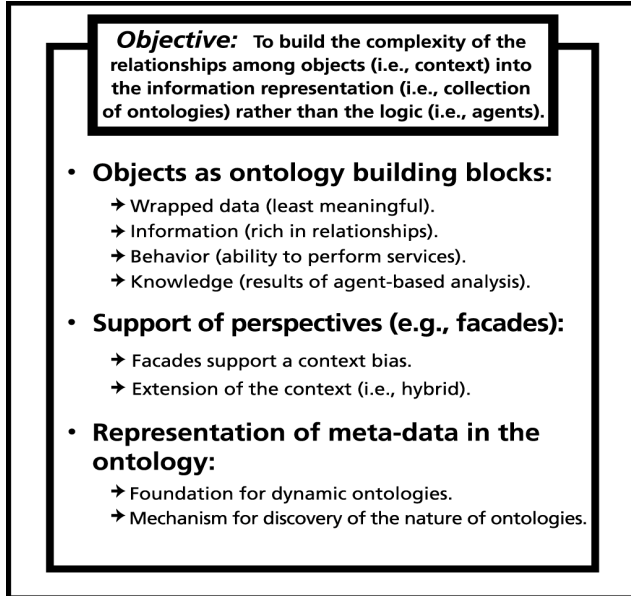 Objective: To build the complexity of the
relationships among objects (i.e., context) into
the information representation (i.e., collection
of ontologies) rather than the logic (i.e., agents).
• Objects as ontology building blocks:
➔ Wrapped data (least meaningful).
➔ Information (rich in relationships).
➔ Behavior (ability to perform services).
➔ Knowledge (results of agent-based analysis).
• Support of perspectives (e.g., facades):
➔ Facades support a context bias.
➔ Extension of the context (i.e., hybrid).
• Representation of meta-data in the
ontology:
➔ Foundation for dynamic ontologies.
➔ Mechanism for discovery of the nature of ontologies.